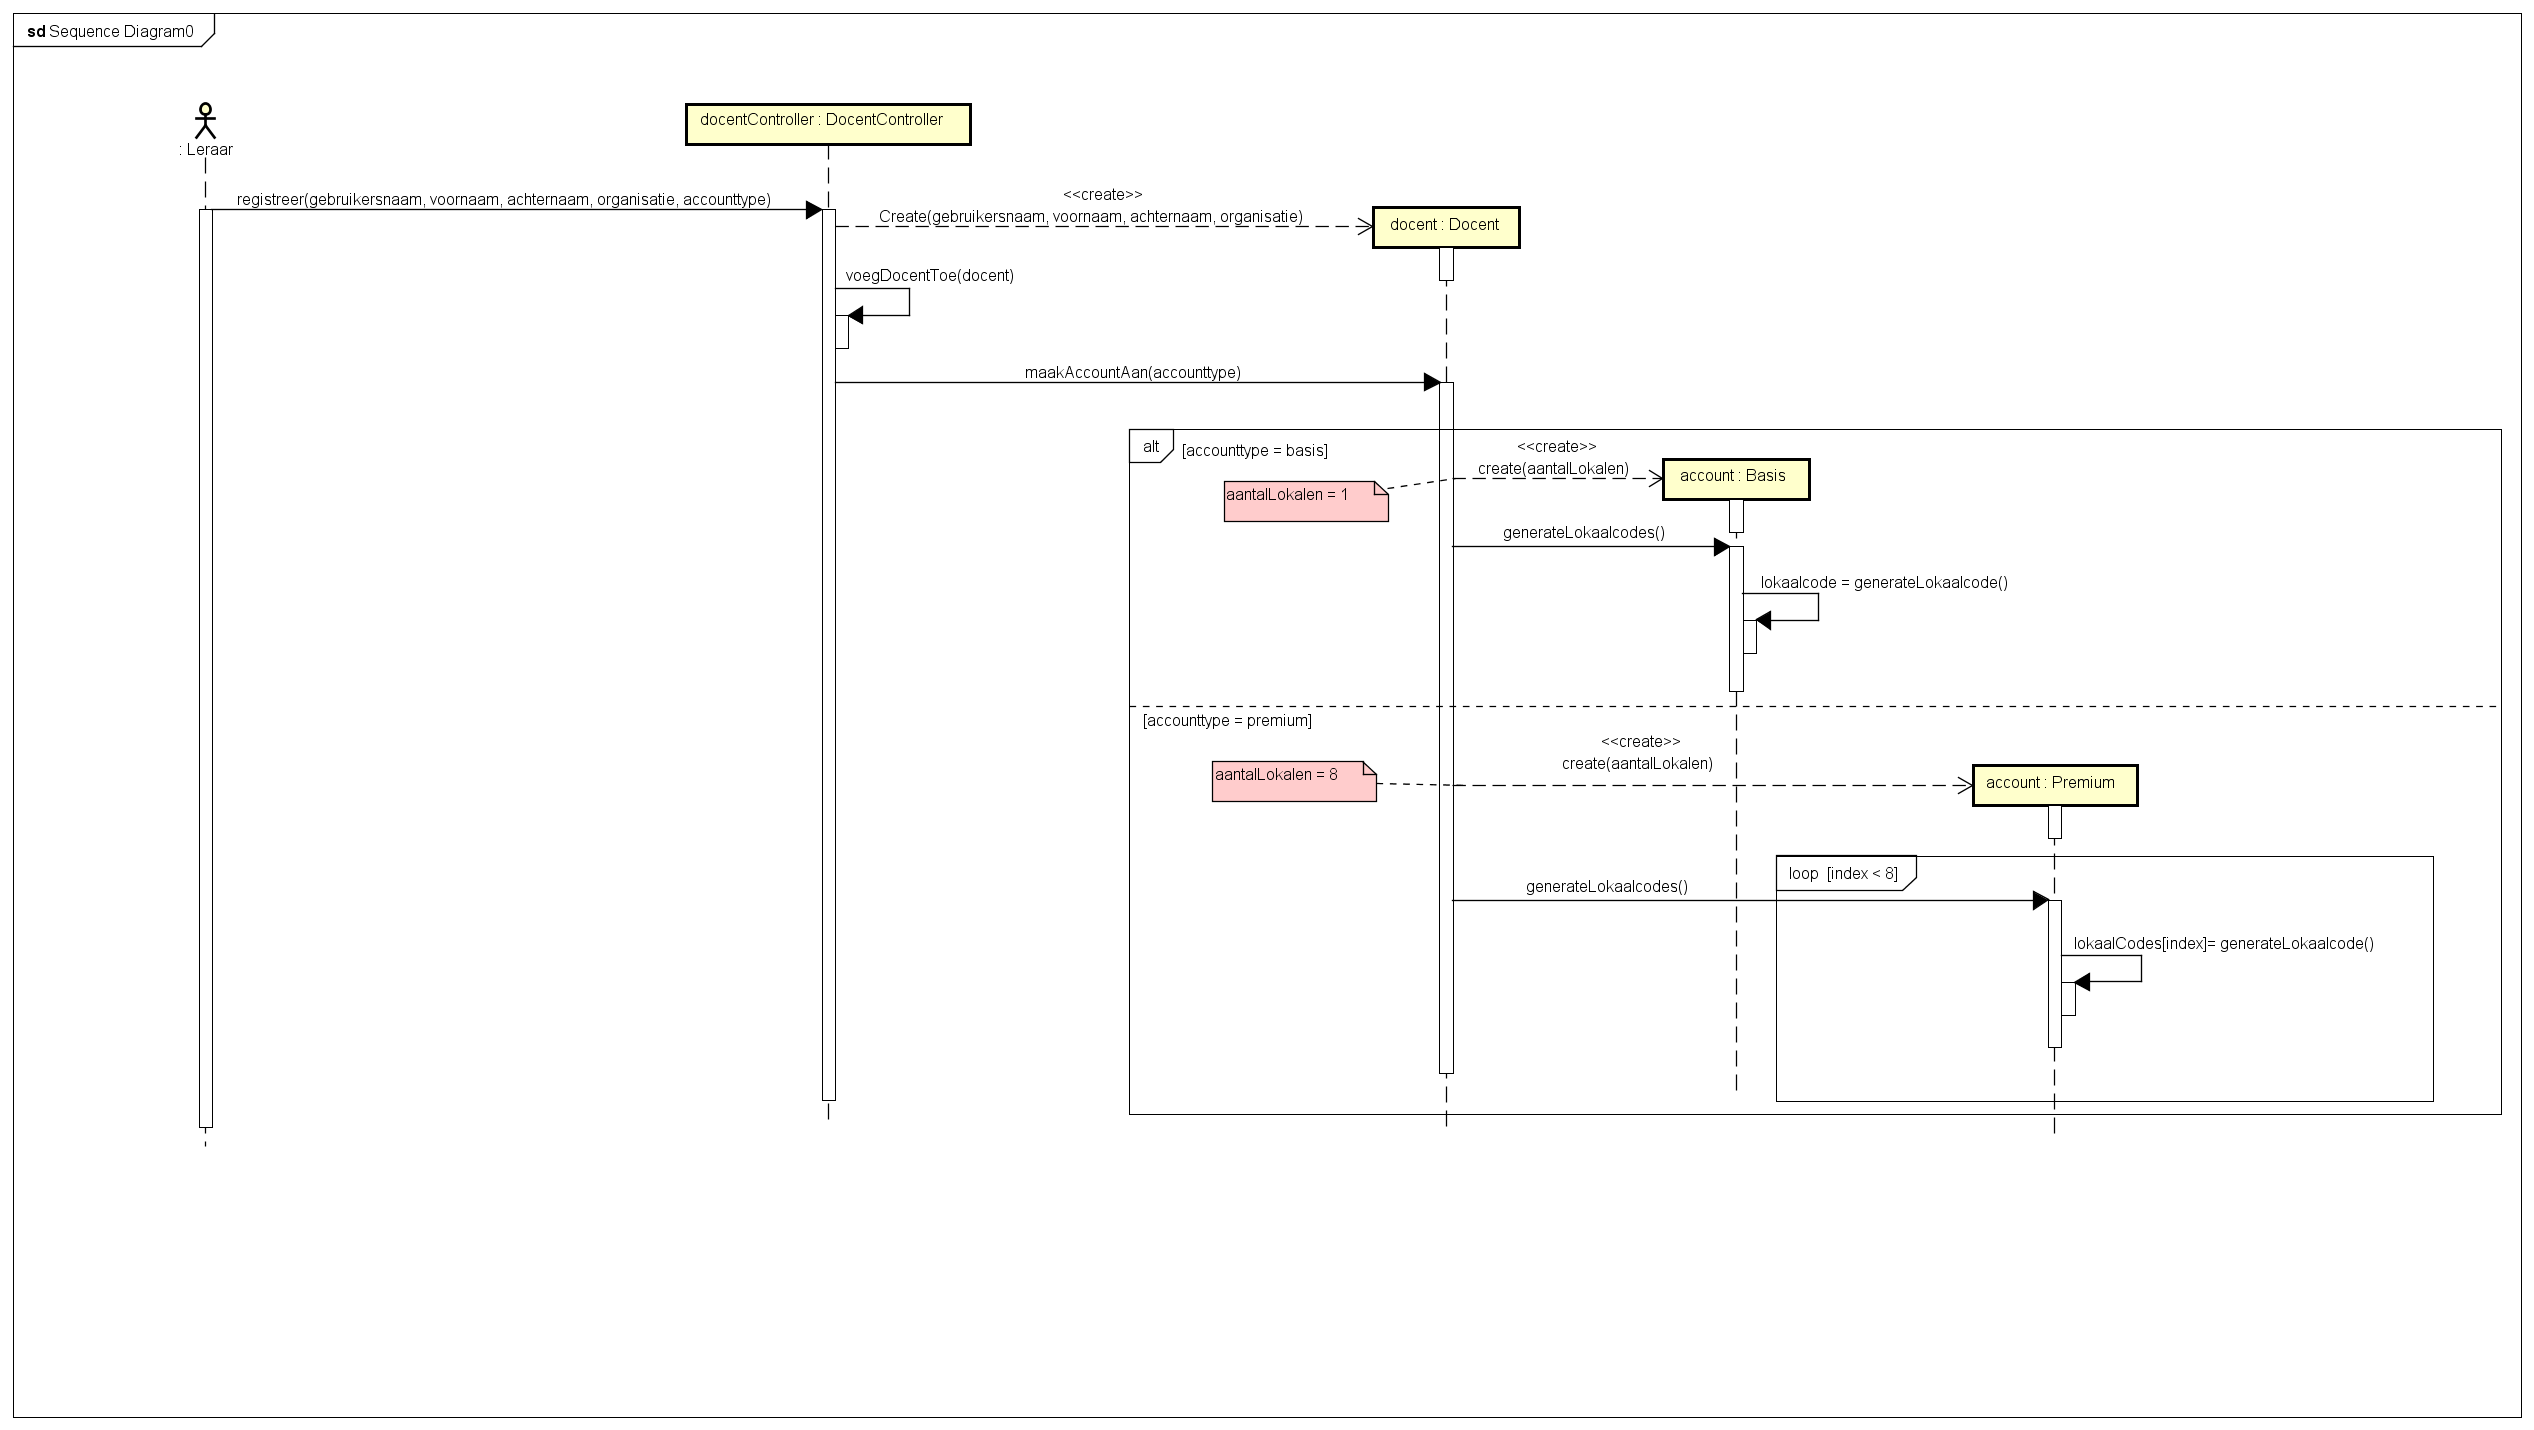 sd Sequence Diagram0
: Leraar
docentController : DocentController
registreer(gebruikersnaam, voornaam, achternaam, organisatie, accounttype)
<<create>>
Create(gebruikersnaam, voornaam, achternaam, organisatie)
docent : Docent
voegDocentToe(docent)
maakAccountAan(accounttype)
alt [accounttype = basis]
<<create>>
create(aantalLokalen)
account : Basis
aantalLokalen = 1
generateLokaalcodes()
lokaalcode = generateLokaalcode()
[accounttype = premium]
<<create>>
create(aantalLokalen)
aantalLokalen = 8
account : Premium
loop [index < 8]
generateLokaalcodes()
lokaalCodes[index]= generateLokaalcode()